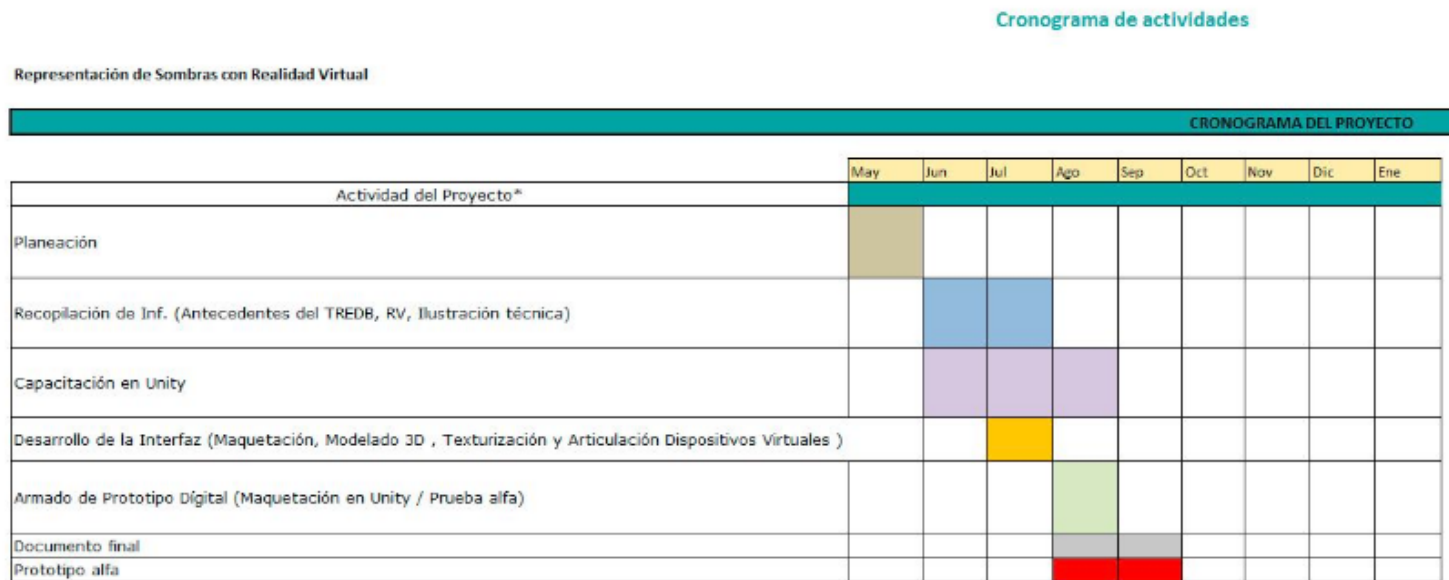 Cronograma de actividades
Representación de Sombras con Realidad Virtual
CRONOGRAMA DEL PROYECTO
May Jun Jul Ago Sep Oct Nov Dic Ene
Actividad del Proyecto*
Planeación
Recopilación de Inf. (Antecedentes del TREDB, RV, Ilustración técnica)
Capacitación en Unity
Desarrollo de la Interfaz (Maquetación, Modelado 3D , Texturización y Articulación Dispositivos Virtuales )
Armado de Prototipo Dígital (Maquetación en Unity / Prueba alfa)
Documento final
Prototipo alfa